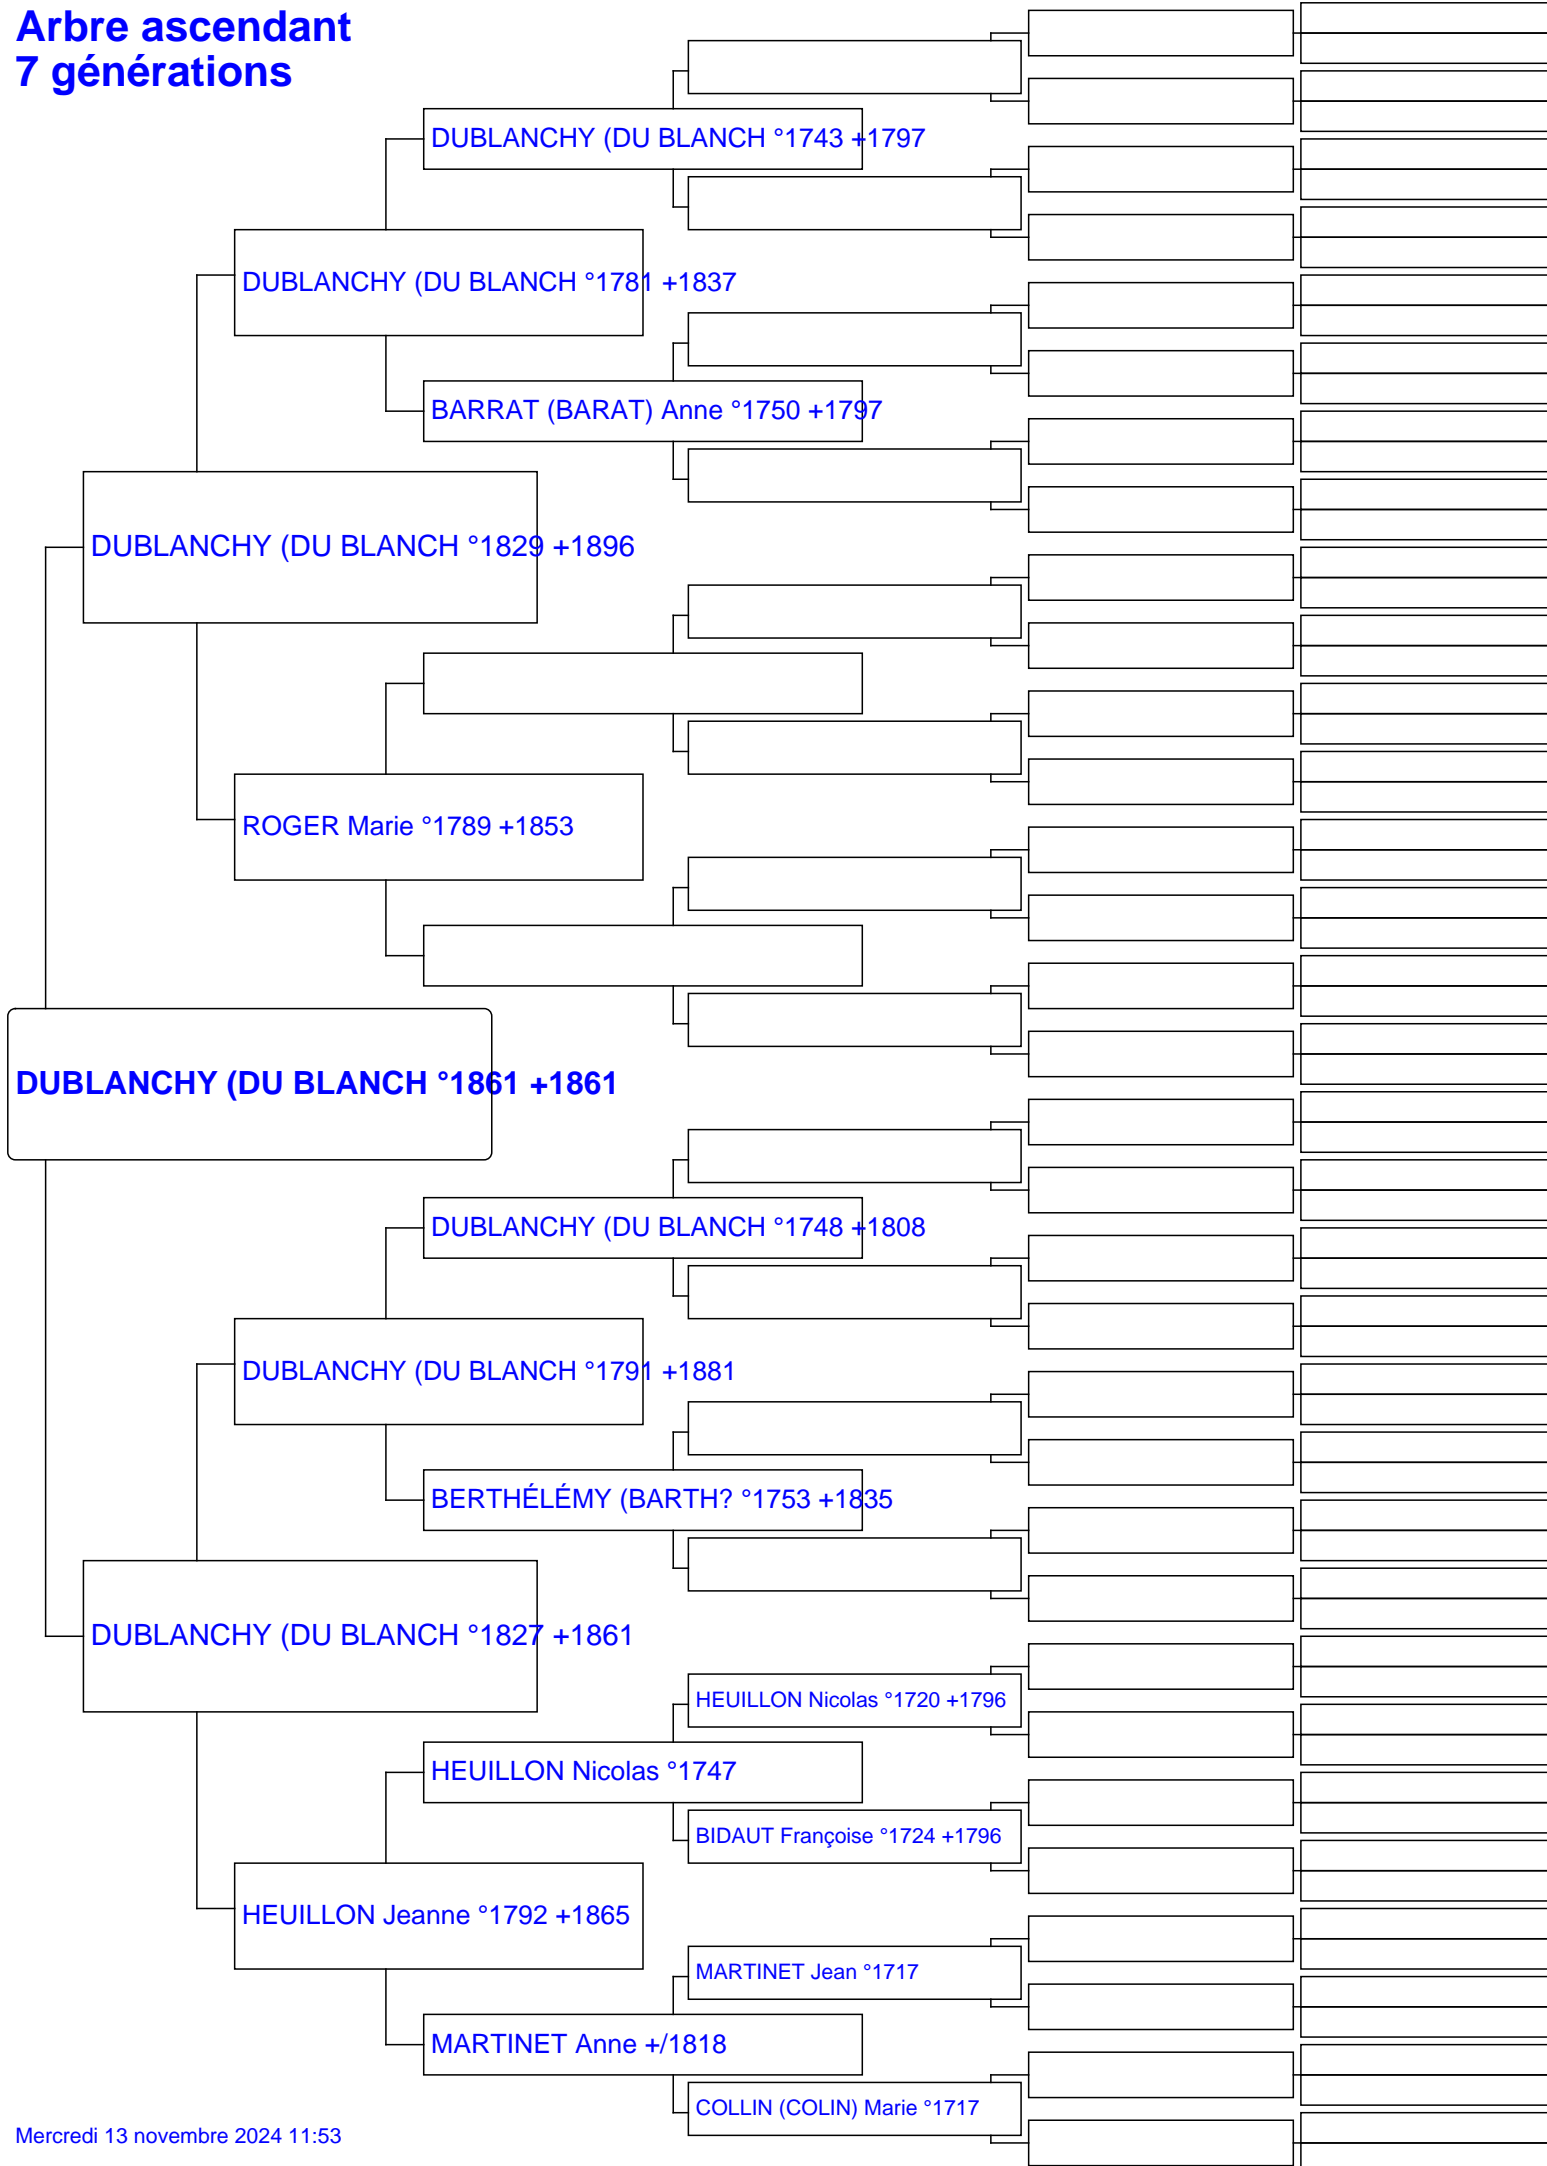 Arbre ascendant
7 générations
DUBLANCHY (DU BLANCH °1743 +1797
DUBLANCHY (DU BLANCH °1781 +1837
BARRAT (BARAT) Anne °1750 +1797
DUBLANCHY (DU BLANCH °1829 +1896
ROGER Marie °1789 +1853
DUBLANCHY (DU BLANCH °1861 +1861
DUBLANCHY (DU BLANCH °1748 +1808
DUBLANCHY (DU BLANCH °1791 +1881
BERTHÉLÉMY (BARTH? °1753 +1835
DUBLANCHY (DU BLANCH °1827 +1861
HEUILLON Nicolas °1720 +1796
HEUILLON Nicolas °1747
BIDAUT Françoise °1724 +1796
HEUILLON Jeanne °1792 +1865
MARTINET Jean °1717
MARTINET Anne +/1818
COLLIN (COLIN) Marie °1717
Mercredi 13 novembre 2024 11:53